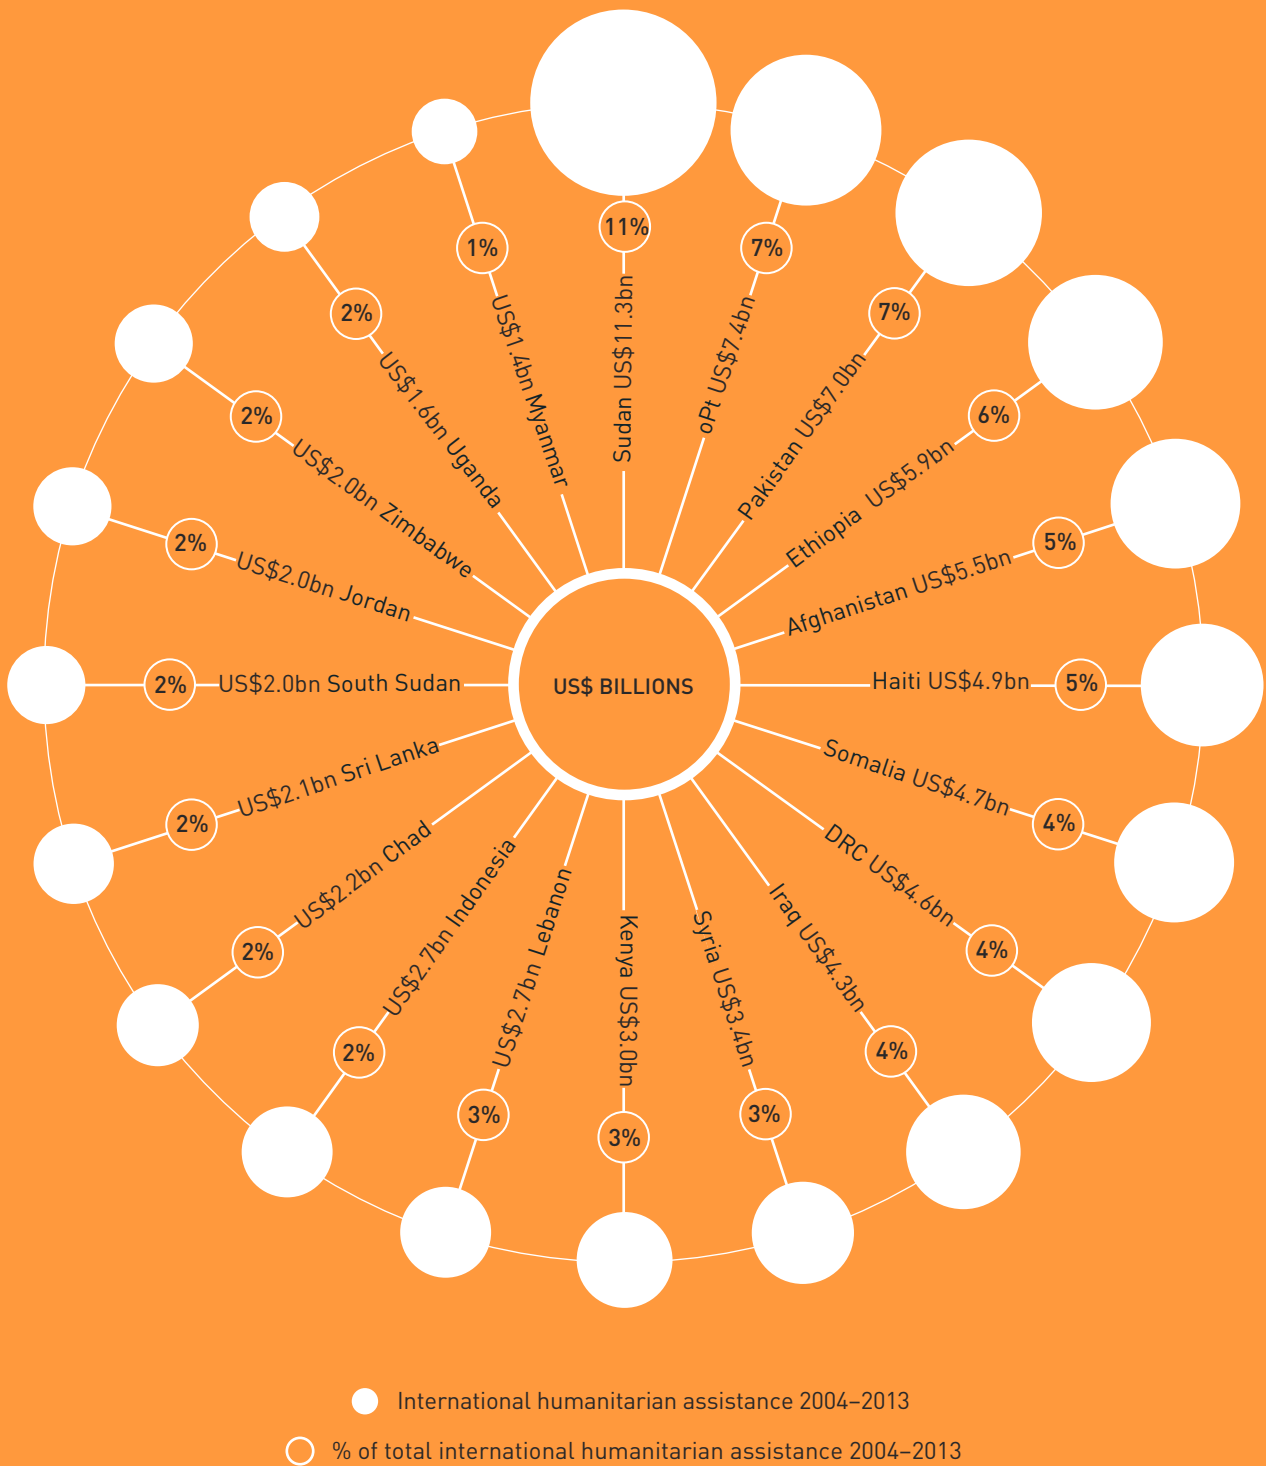 11%
Sudan US$11.3bn
7%
oPt US$7.4bn
7%
Pakistan US$7.0bn
6%
Ethiopia US$5.9bn
5%
Afghanistan US$5.5bn
Haiti US$4.9bn
5%
Somalia US$4.7bn
4%
DRC US$4.6bn
4%
Iraq US$4.3bn
4%
Syria US$3.4bn
3%
Kenya US$3.0bn
3%
US$2.7bn Lebanon
3%
US$2.7bn Indonesia
2%
US$2.2bn Chad
2%
US$2.1bn Sri Lanka
2%
2%
US$2.0bn South Sudan
2%
US$2.0bn Jordan
2%
US$2.0bn Zimbabwe
2%
US$1.6bn Uganda
1%
US$1.4bn Myanmar
US$ BILLIONS
International humanitarian assistance 2004–2013
% of total international humanitarian assistance 2004–2013